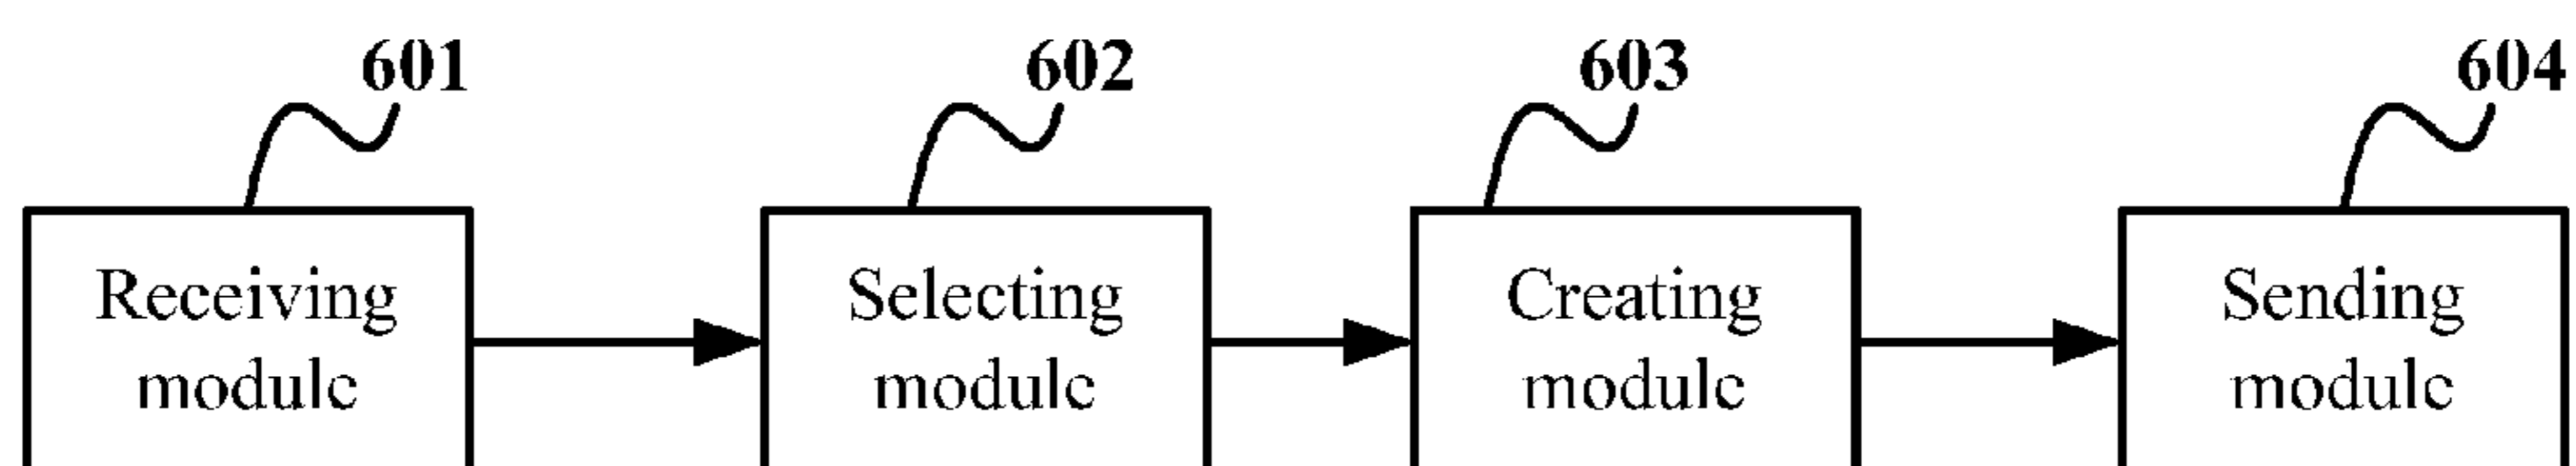 601
602
603
604
Receiving
module
Selecting
module
Creating
module
Sending
module